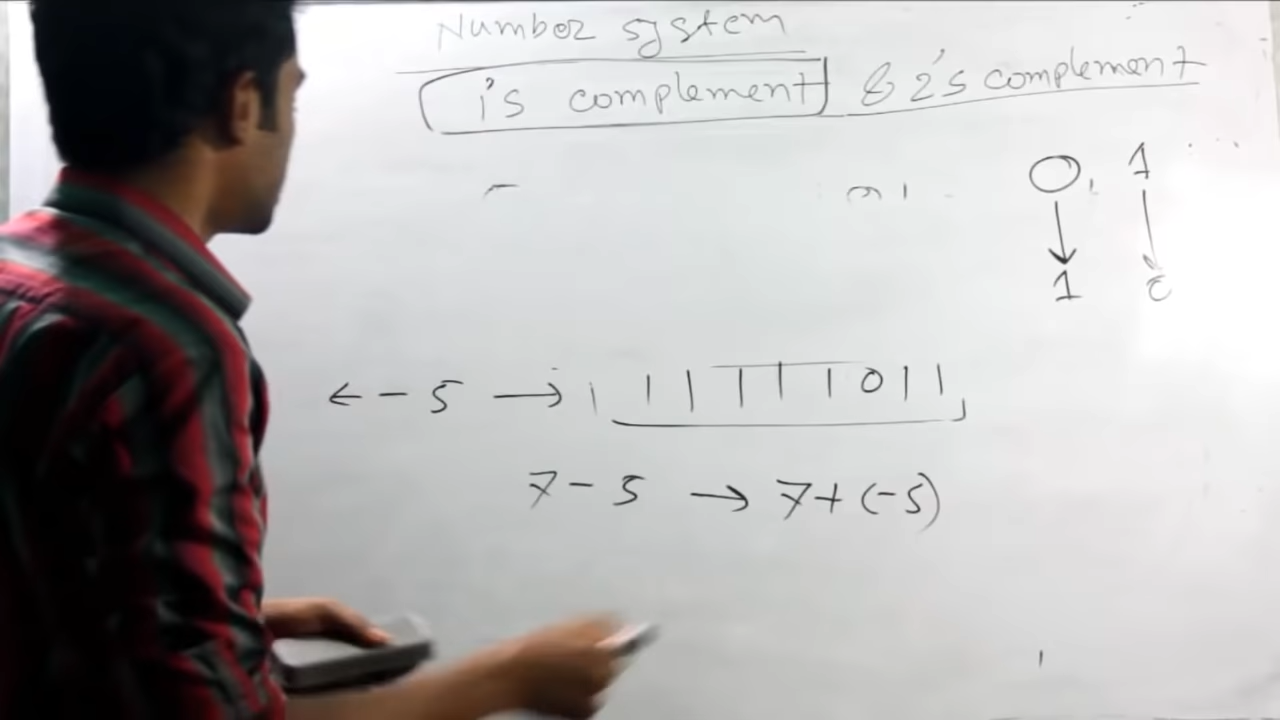 Number system
1's complement & 2's complement
0, 1
1 0
← - 5 → 1 1 1 1 1 1 0 1 1
7 - 5 → 7 + (-5)